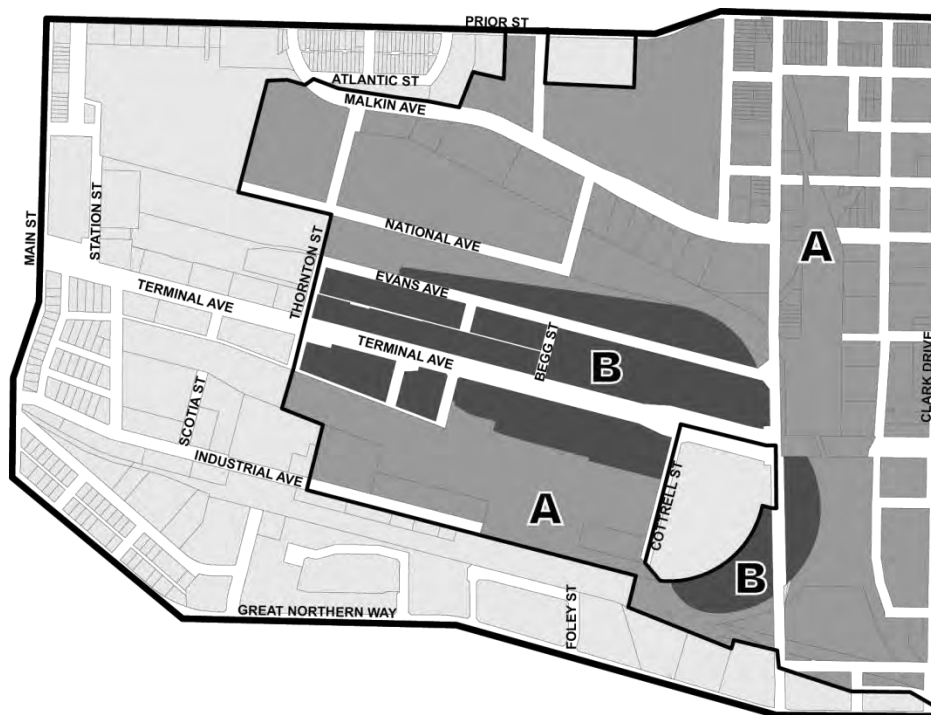 PRIOR ST
ATLANTIC ST
MALKIN AVE
MAIN ST
STATION ST
THORNTON ST
NATIONAL AVE
A
EVANS AVE
TERMINAL AVE
TERMINAL AVE
BEGG ST
B
CLARK DRIVE
SCOTIA ST
INDUSTRIAL AVE
A
COTTRELL ST
B
GREAT NORTHERN WAY
FOLEY ST